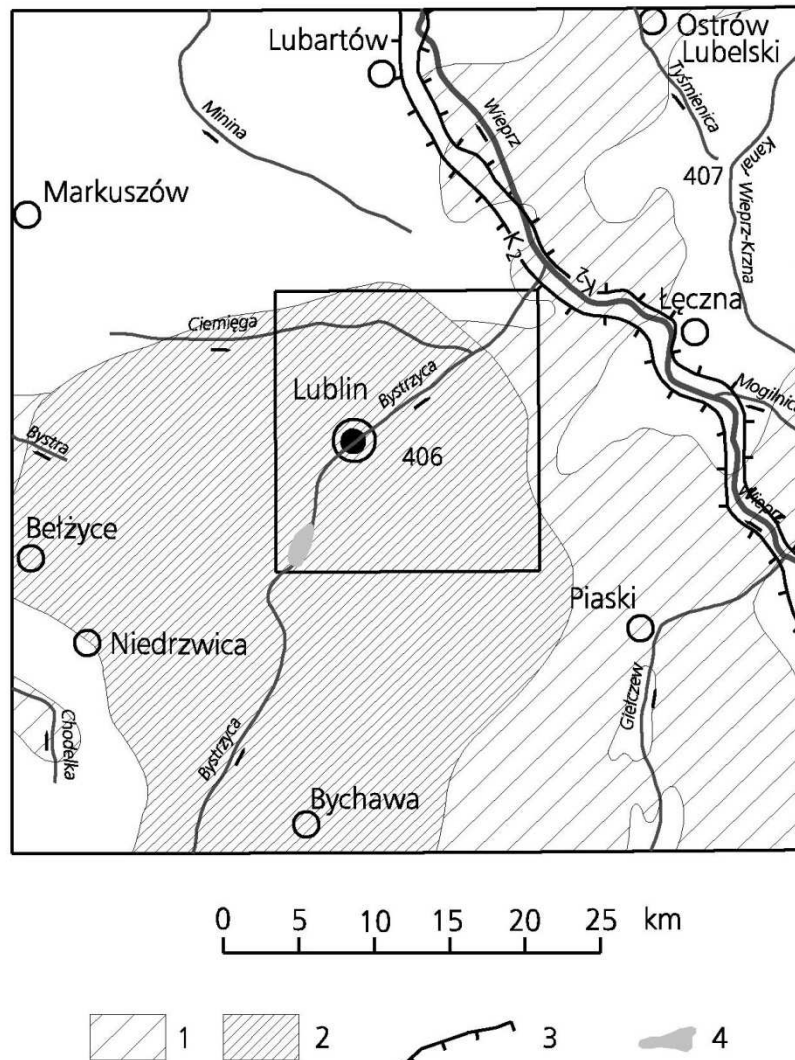 Lubartów
Ostrów
Lubelski
Minina
Wieprz
Tyśmienica
Kanał Wieprz-Krzna
407
Markuszów
K2
K2
Łęczna
Ciemięga
Lublin
Bystrzyca
406
Mogilnica
Bystra
Bełżyce
Wieprz
Piaski
Niedrzwica
Giełczew
Chodelka
Bystrzyca
Bychawa
0 5 10 15 20 25 km
1 2 3 4